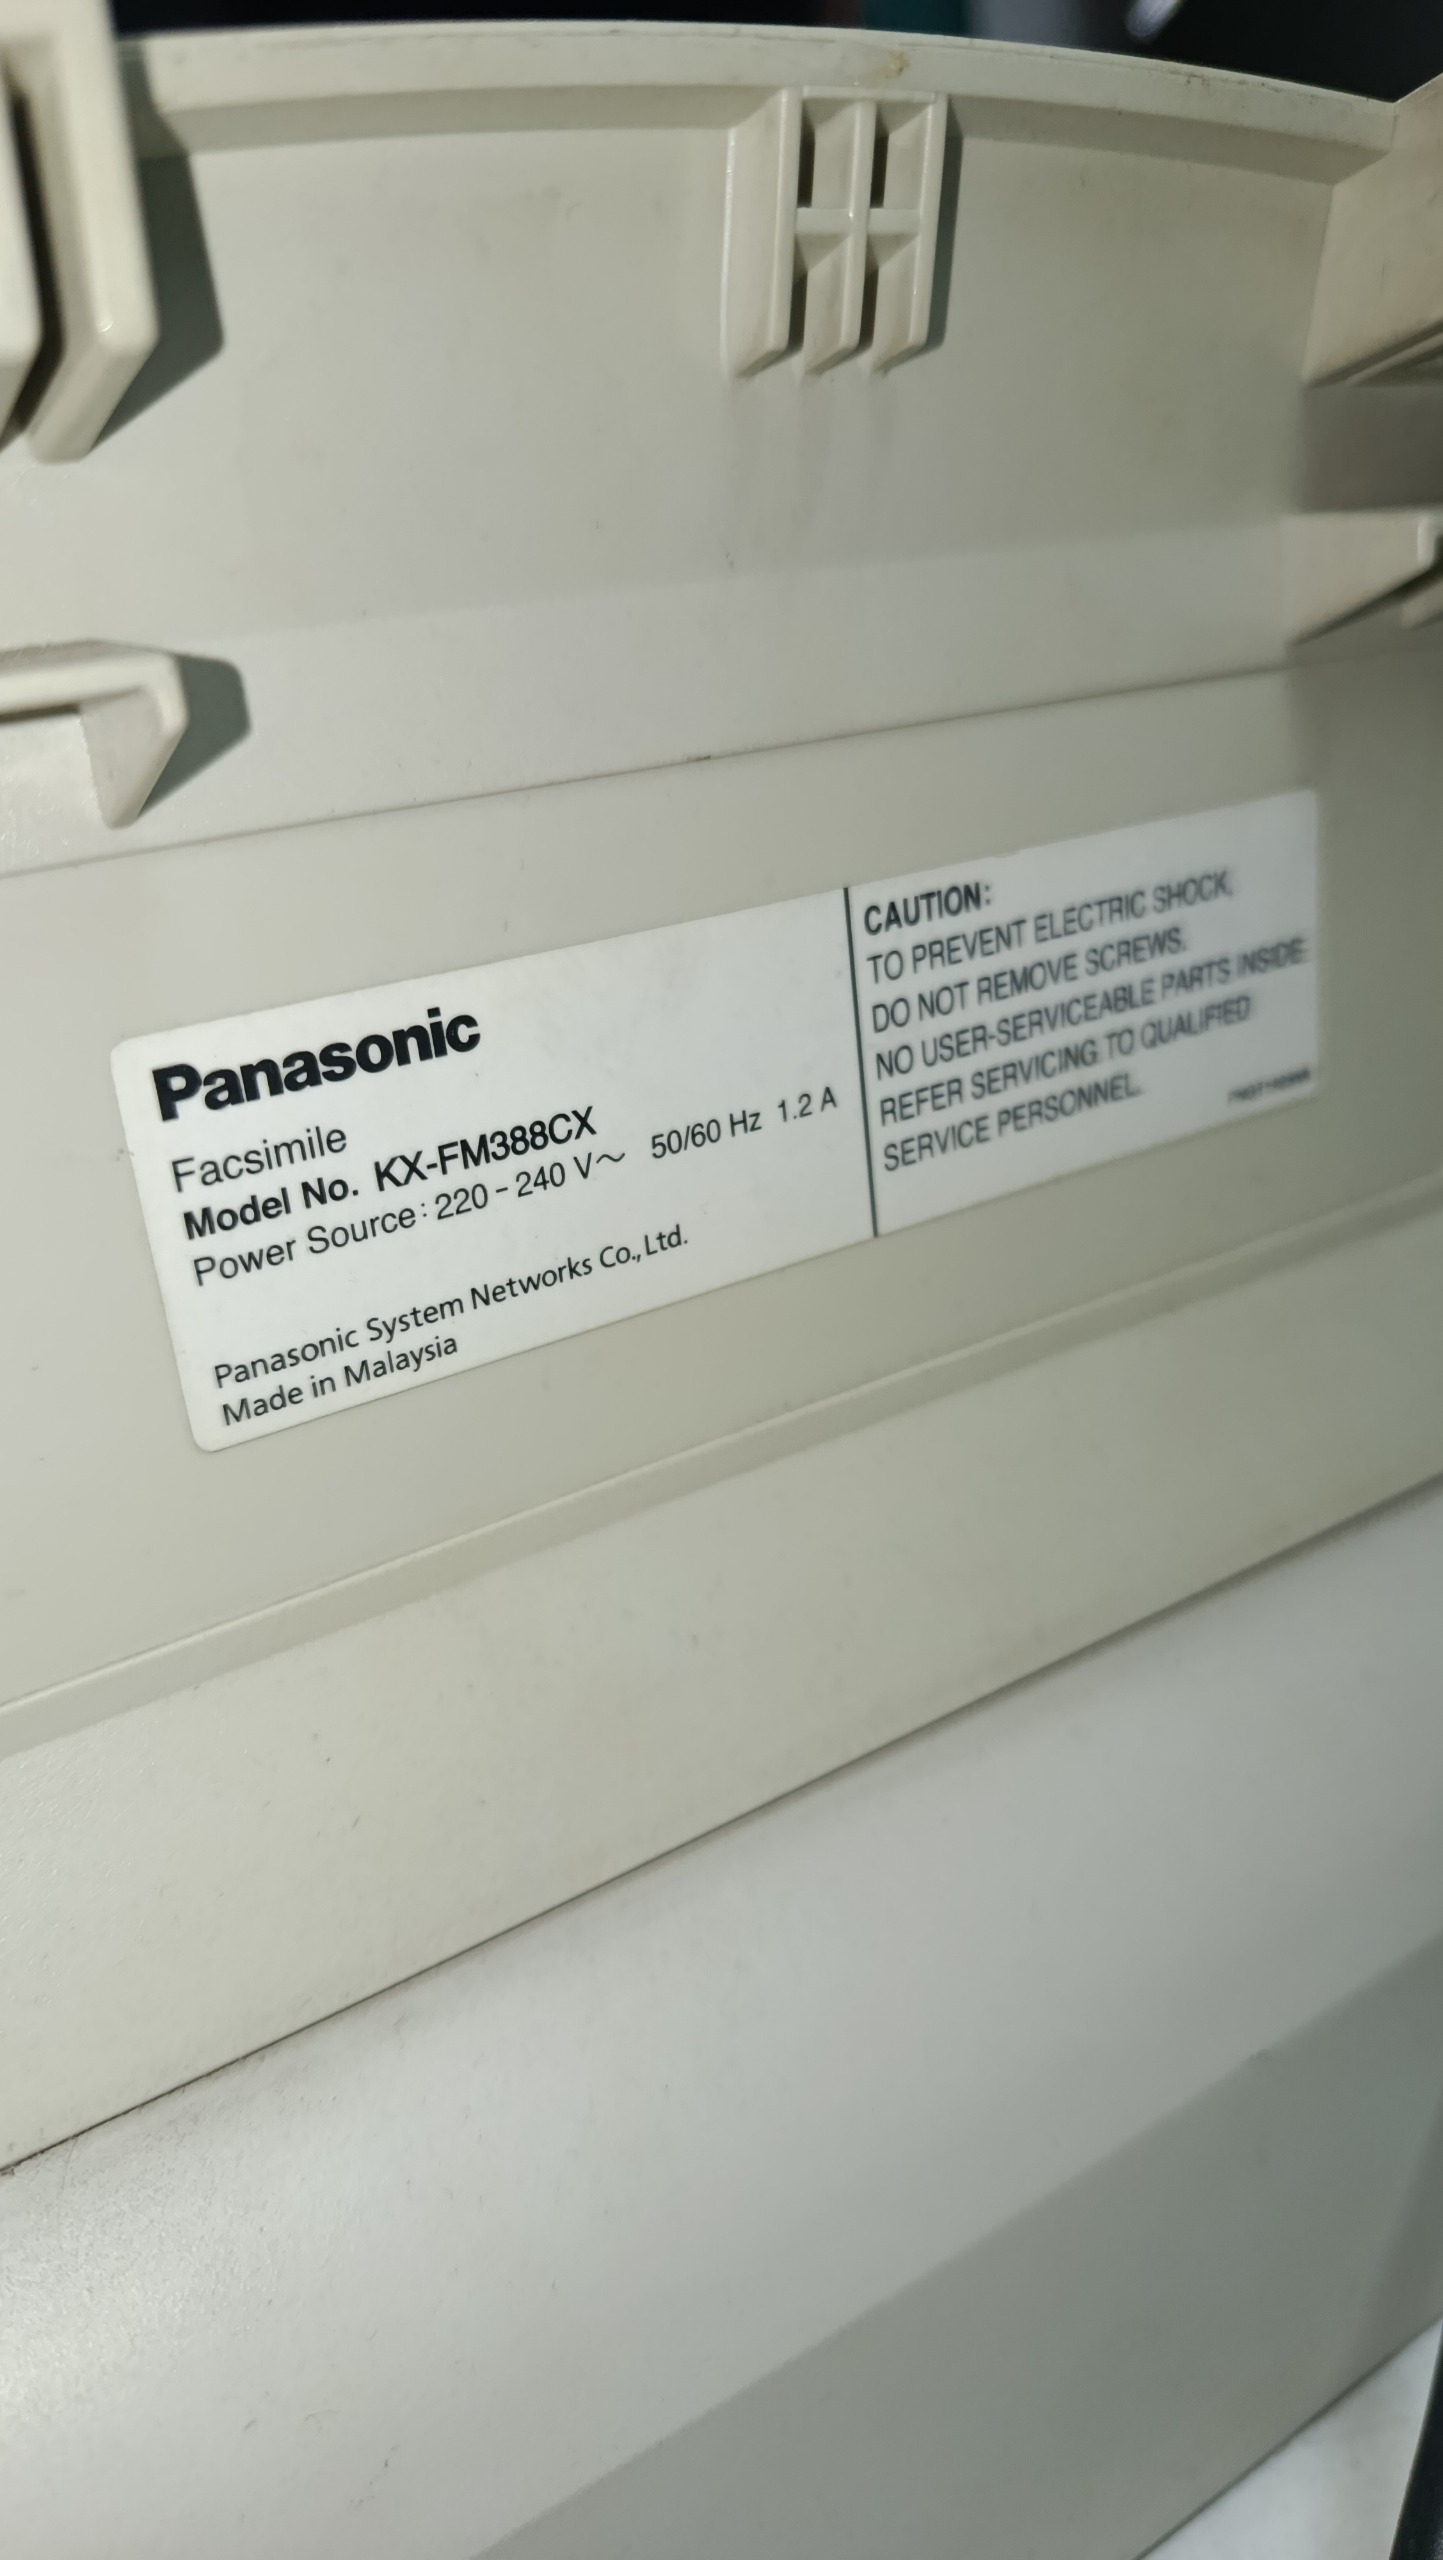 Panasonic
Facsimile
Model No. KX-FM388CX
Power Source: 220 - 240 V～ 50/60 Hz 1.2 A
Panasonic System Networks Co., Ltd.
Made in Malaysia
CAUTION:
TO PREVENT ELECTRIC SHOCK,
DO NOT REMOVE SCREWS.
NO USER-SERVICEABLE PARTS INSIDE.
REFER SERVICING TO QUALIFIED
SERVICE PERSONNEL.